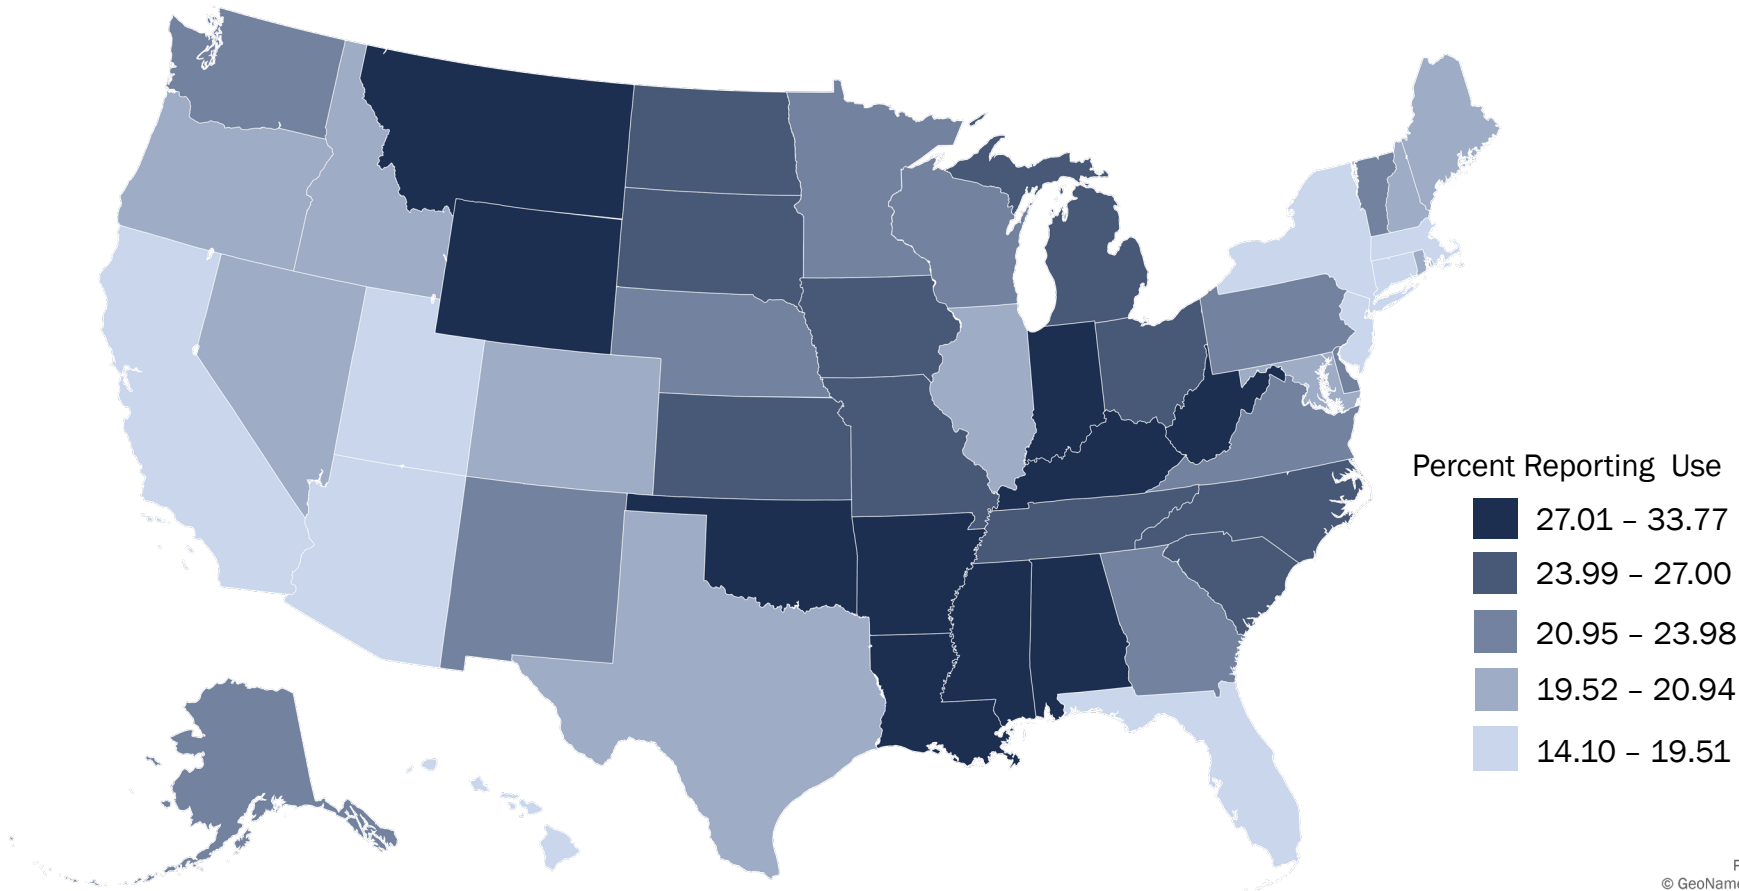 Percent Reporting Use
27.01 – 33.77
23.99 – 27.00
20.95 – 23.98
19.52 – 20.94
14.10 – 19.51
P
© GeoName